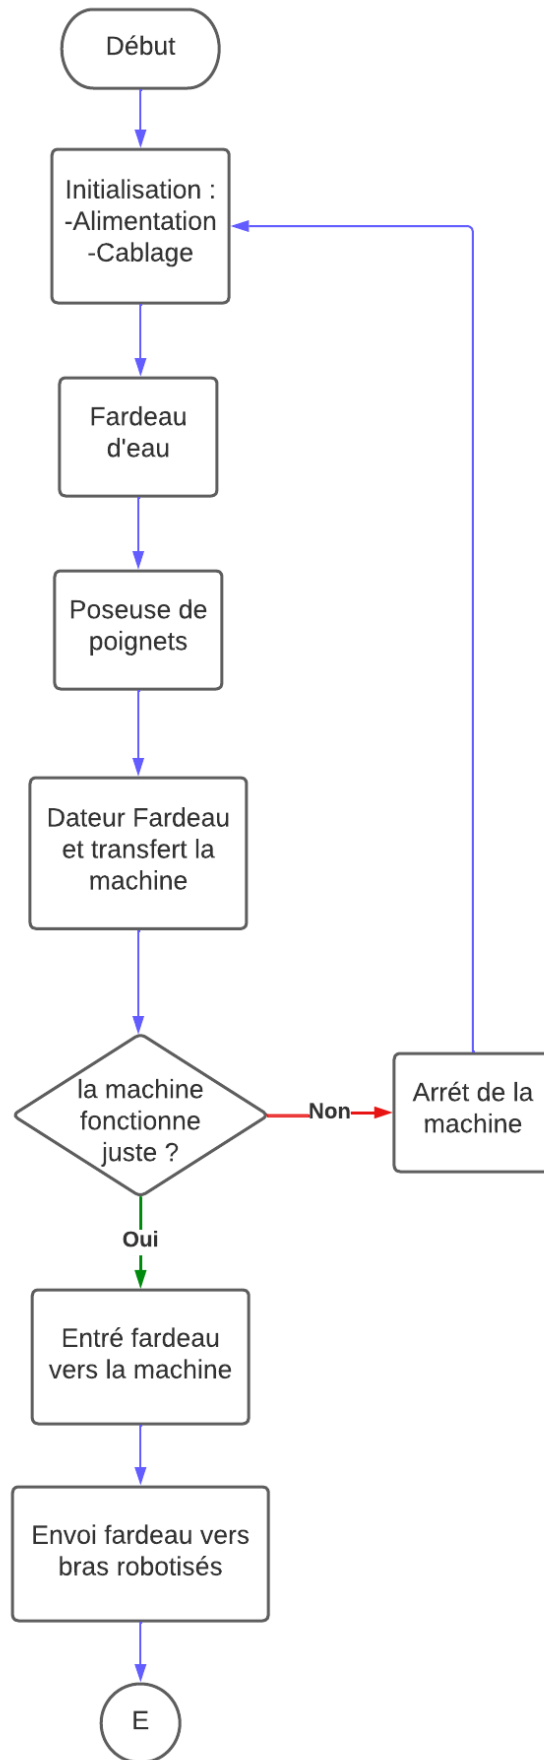 Début
Initialisation :
-Alimentation
-Cablage
Fardeau
d'eau
Poseuse de
poignets
Dateur Fardeau
et transfert la
machine
la machine
fonctionne
juste ?
Non
Arrét de la
machine
Oui
Entré fardeau
vers la machine
Envoi fardeau vers
bras robotisés
E